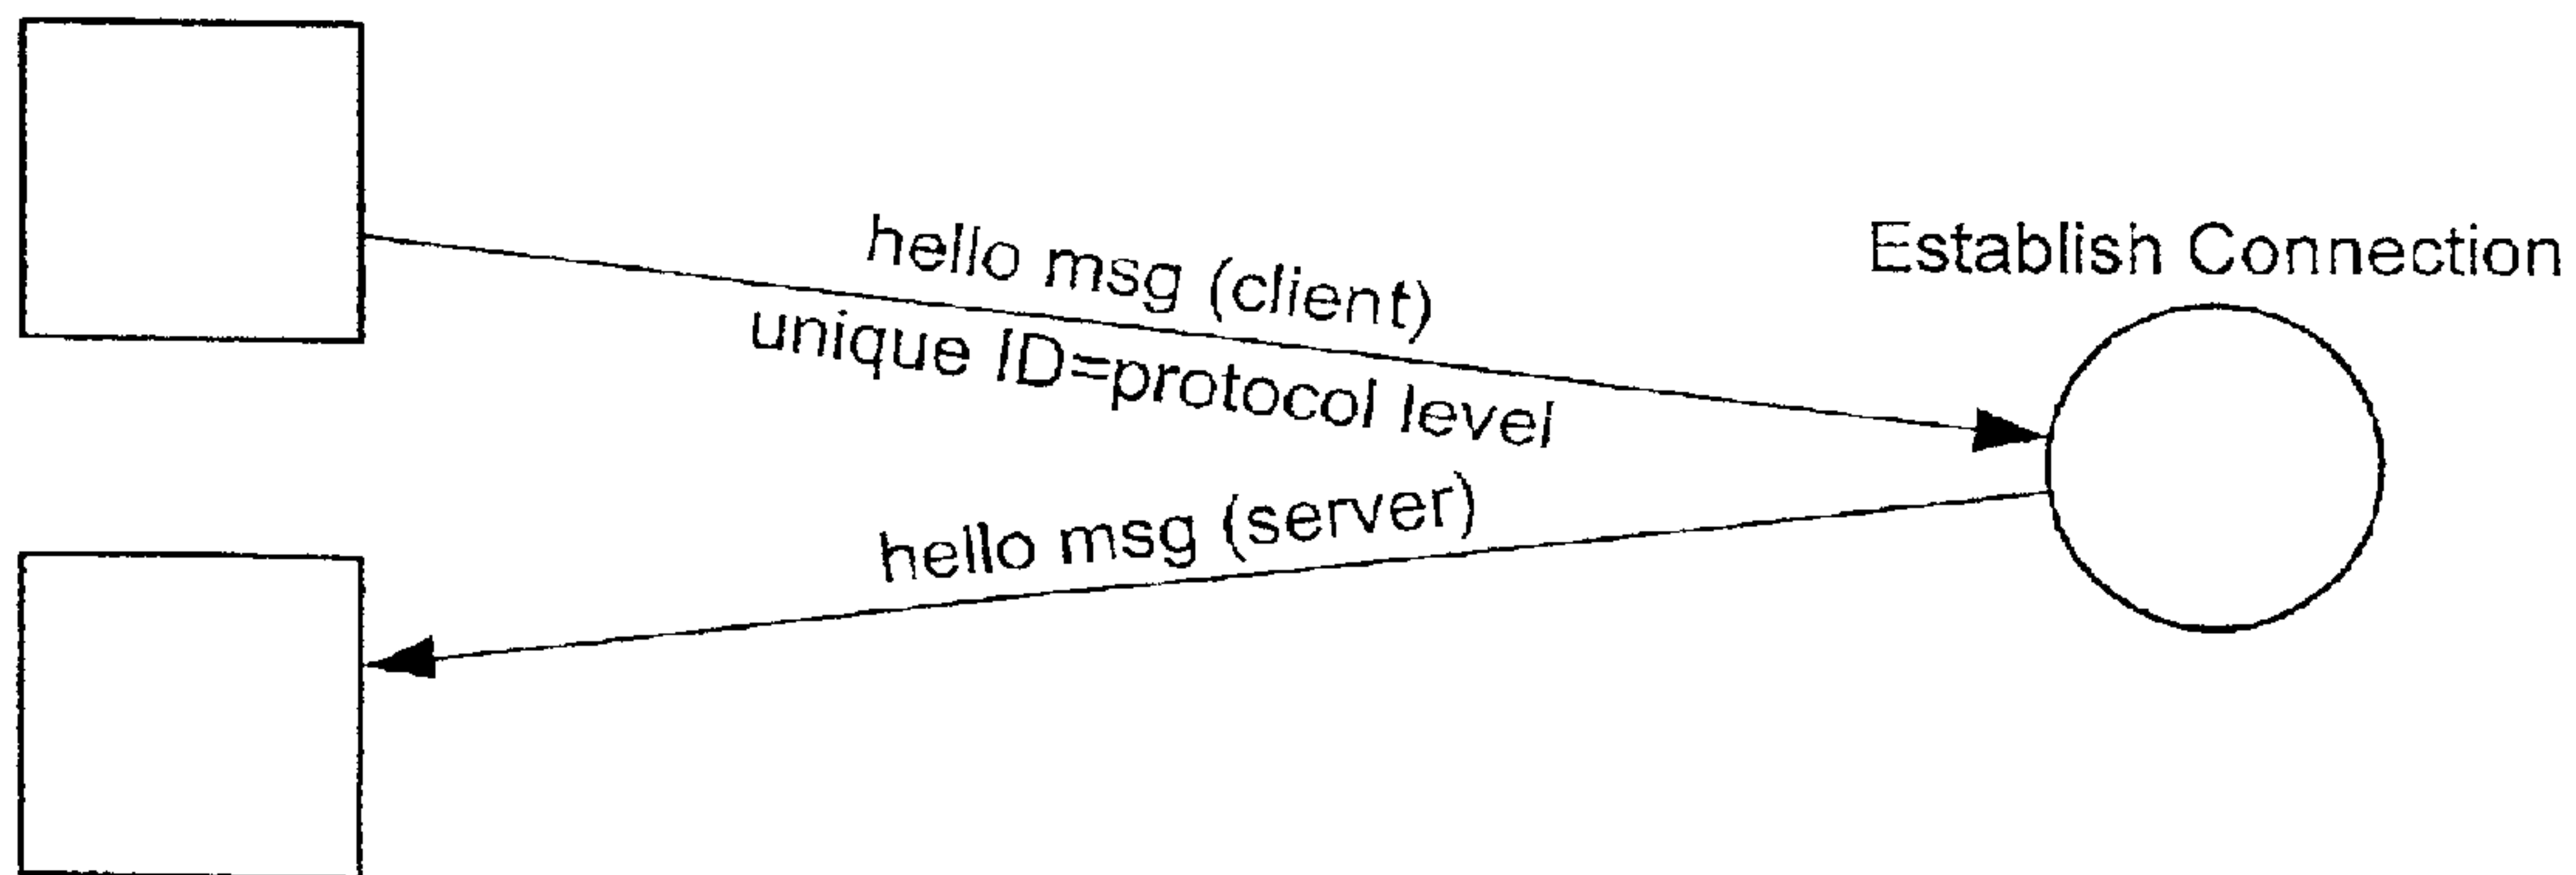 hello msg (client)
unique ID=protocol level
Establish Connection
hello msg (server)